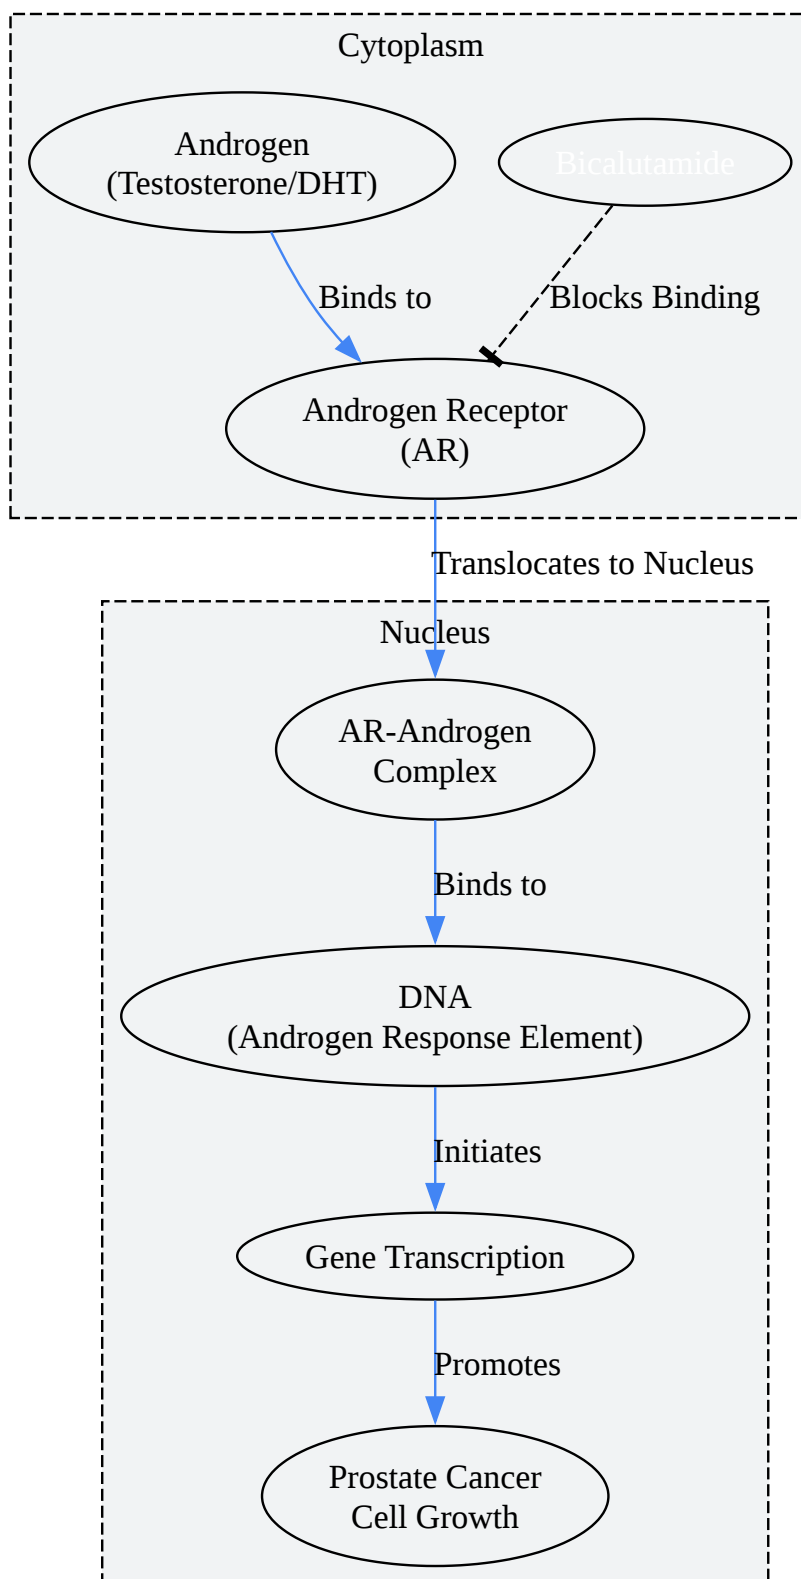 Cytoplasm
Androgen
(Testosterone/DHT)
Bicalutamide
Binds to
Blocks Binding
Androgen Receptor
(AR)
Translocates to Nucleus
Nucleus
AR-Androgen
Complex
Binds to
DNA
(Androgen Response Element)
Initiates
Gene Transcription
Promotes
Prostate Cancer
Cell Growth